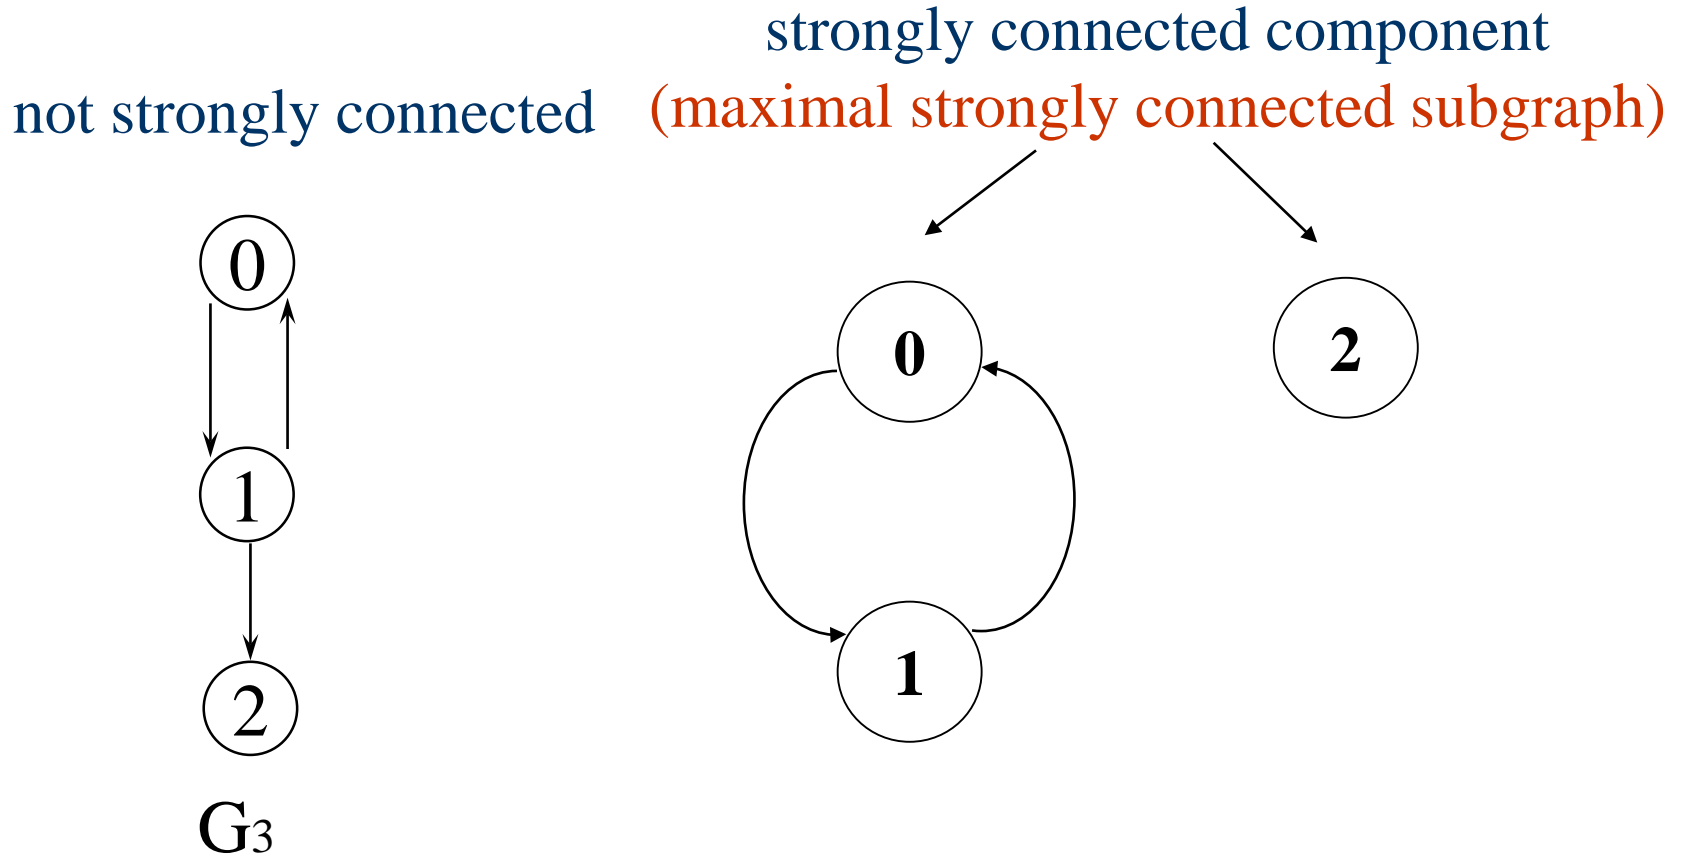 not strongly connected
0
1
2
G3
strongly connected component
(maximal strongly connected subgraph)
0
2
1